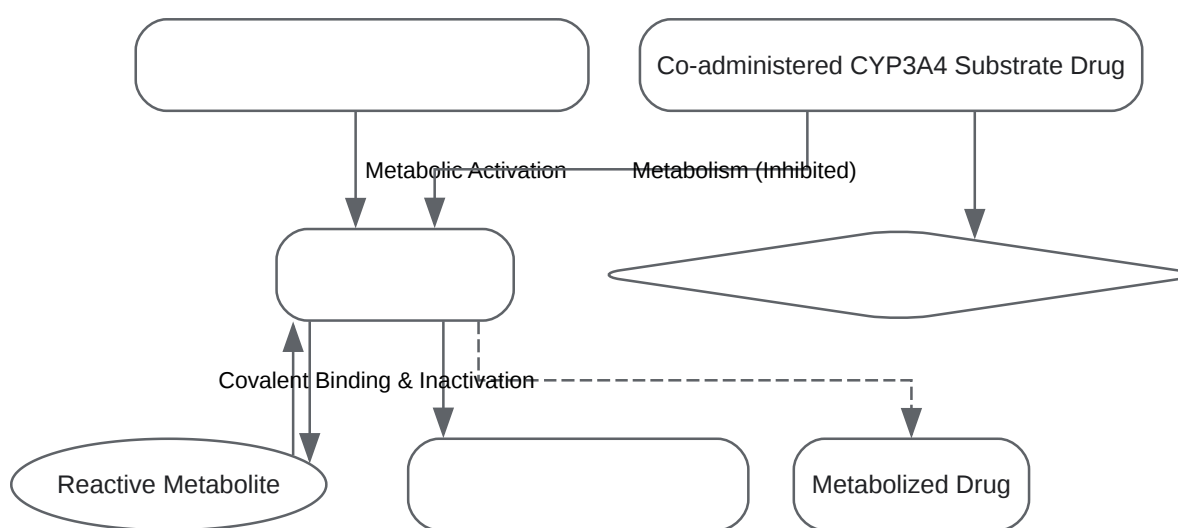 Co-administered CYP3A4 Substrate Drug
Metabolic Activation
Metabolism (Inhibited)
Covalent Binding & Inactivation
Reactive Metabolite
Metabolized Drug